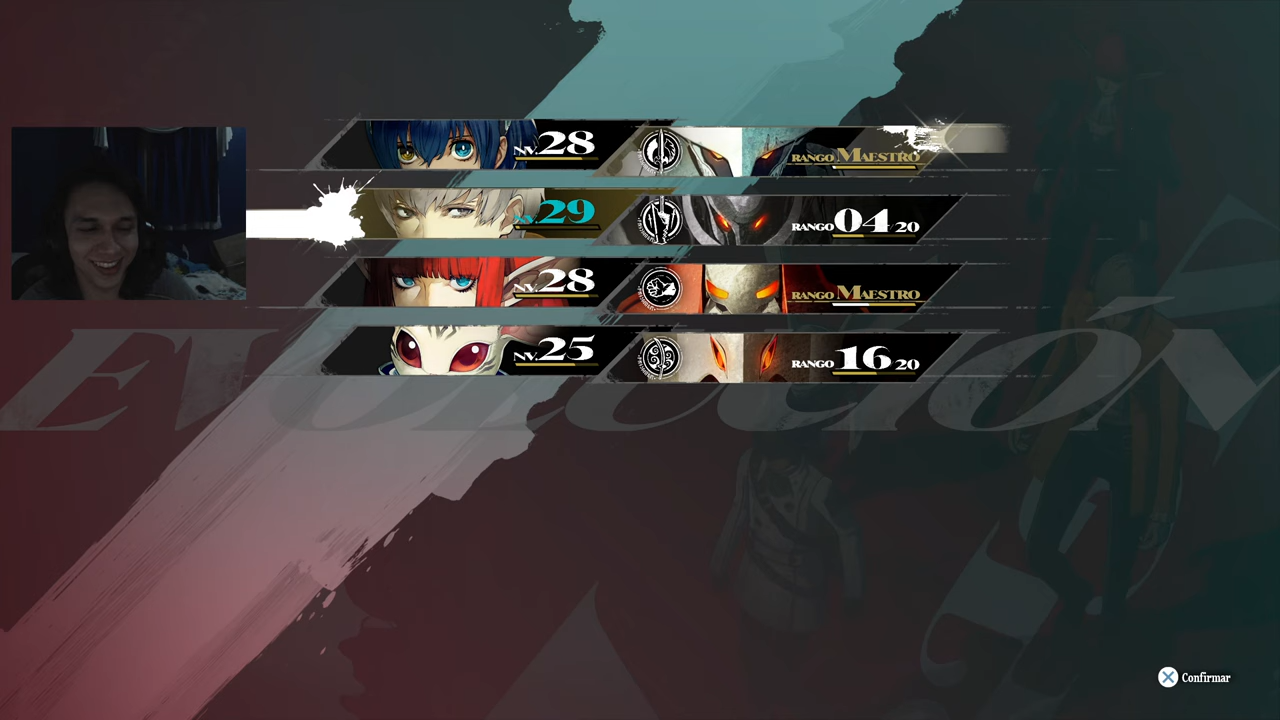 NV.28 RANGO MAESTRO
NV.29 RANGO 04/20
NV.28 RANGO MAESTRO
NV.25 RANGO 16/20
EVOLUCIÓN
Confirmar